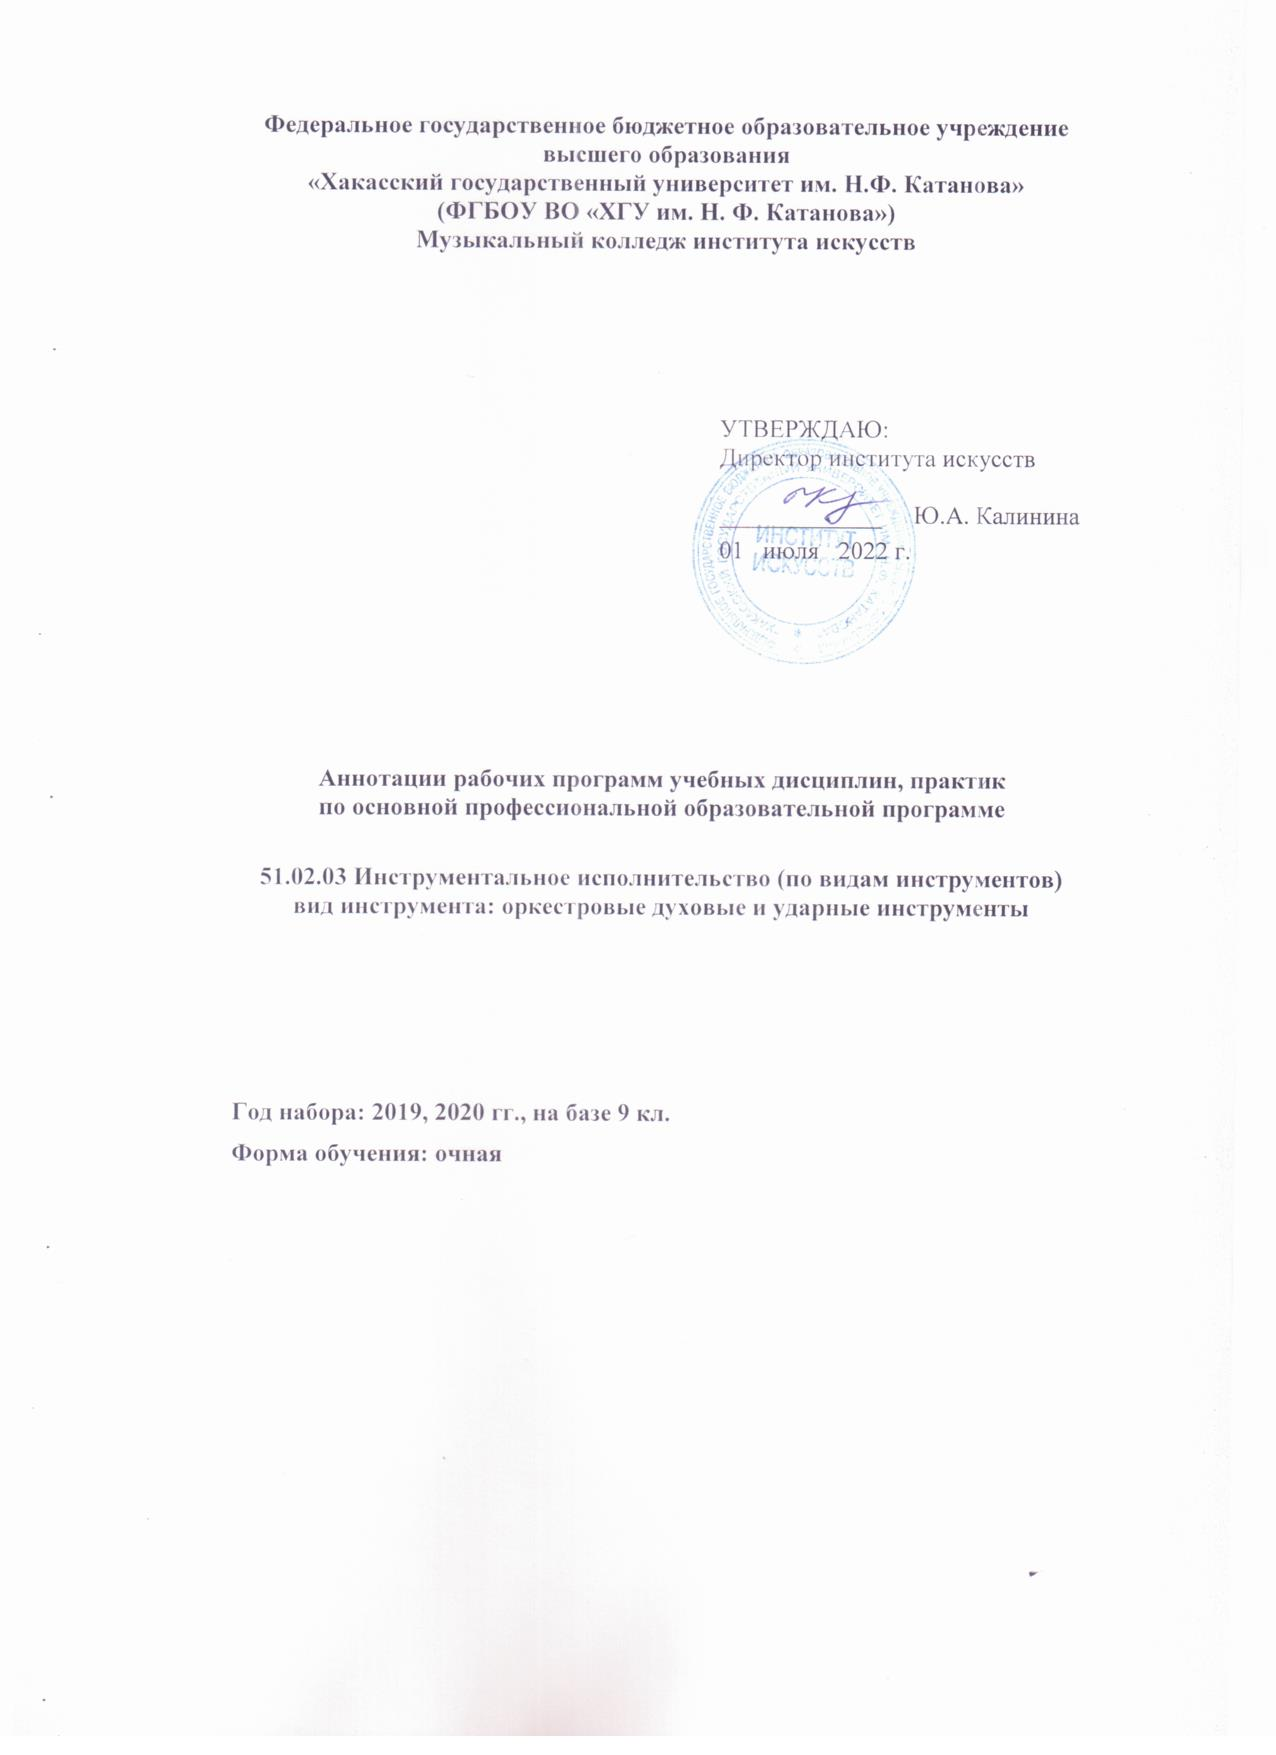 Федеральное государственное бюджетное образовательное учреждение
высшего образования
«Хакасский государственный университет им. Н.Ф. Катанова»
(ФГБОУ ВО «ХГУ им. Н. Ф. Катанова»)
Музыкальный колледж института искусств
УТВЕРЖДАЮ:
Директор института искусств
Ю.А. Калинина
01 июля 2022 г.
ИНСТИТУТ
ИСКУССТВ
Аннотации рабочих программ учебных дисциплин, практик
по основной профессиональной образовательной программе
51.02.03 Инструментальное исполнительство (по видам инструментов)
вид инструмента: оркестровые духовые и ударные инструменты
Год набора: 2019, 2020 гг., на базе 9 кл.
Форма обучения: очная